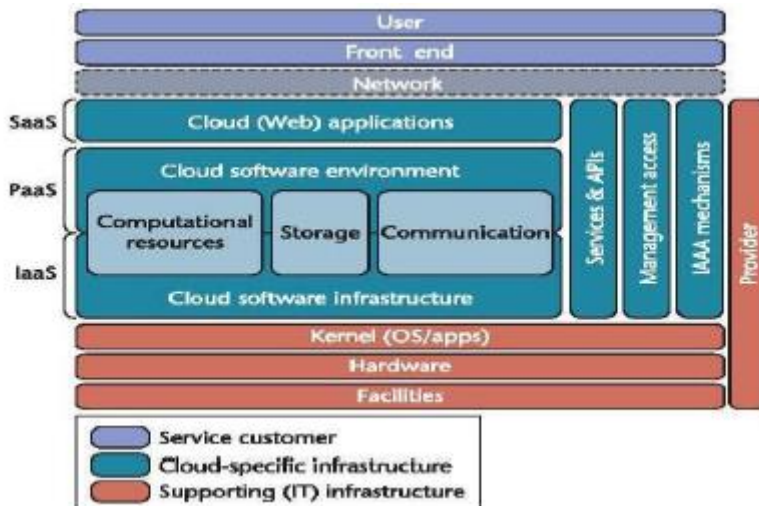 User
Front end
Network
SaaS
Cloud (Web) applications
PaaS
Cloud software environment
Computational
resources
Storage
Communication
IaaS
Cloud software infrastructure
Services & APIs
Management access
IAAA mechanisms
Provider
Kernel (OS/apps)
Hardware
Facilities
Service customer
Cloud-specific infrastructure
Supporting (IT) infrastructure